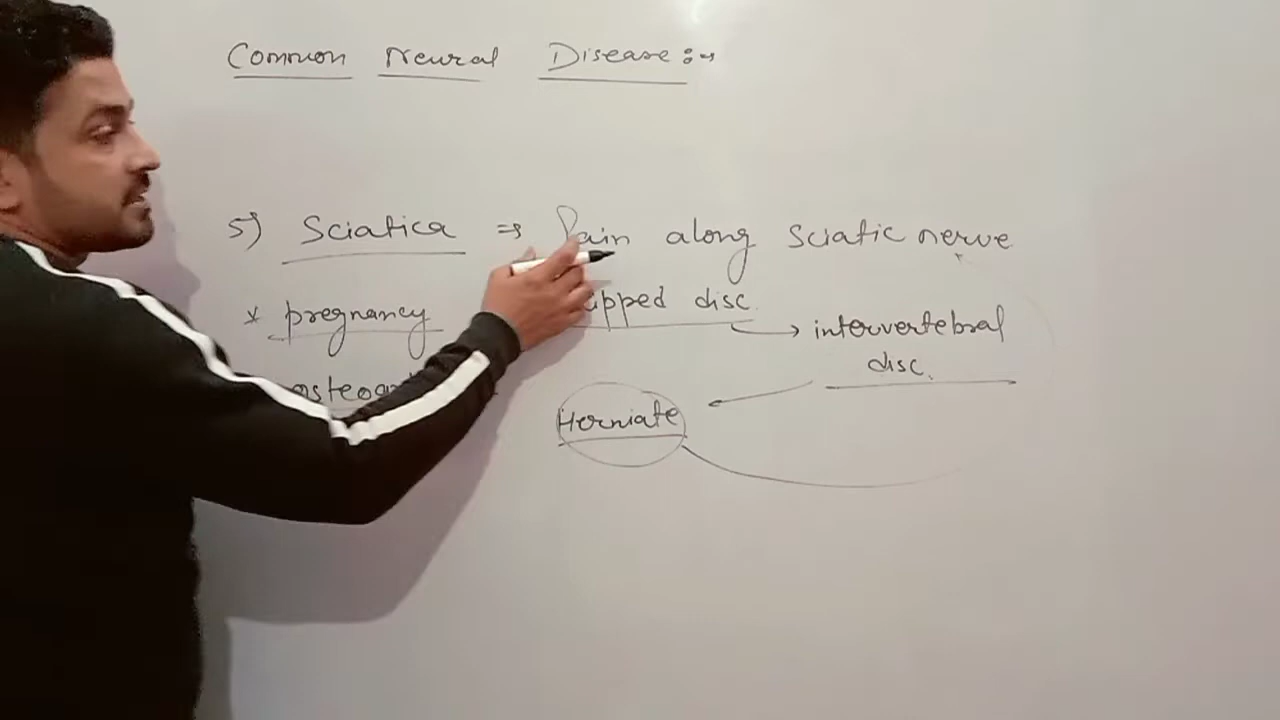 Common Neural Disease:→
5) Sciatica ⇒ Pain along Sciatic nerve
* pregnancy disc
intervertebral
disc.
Herniate